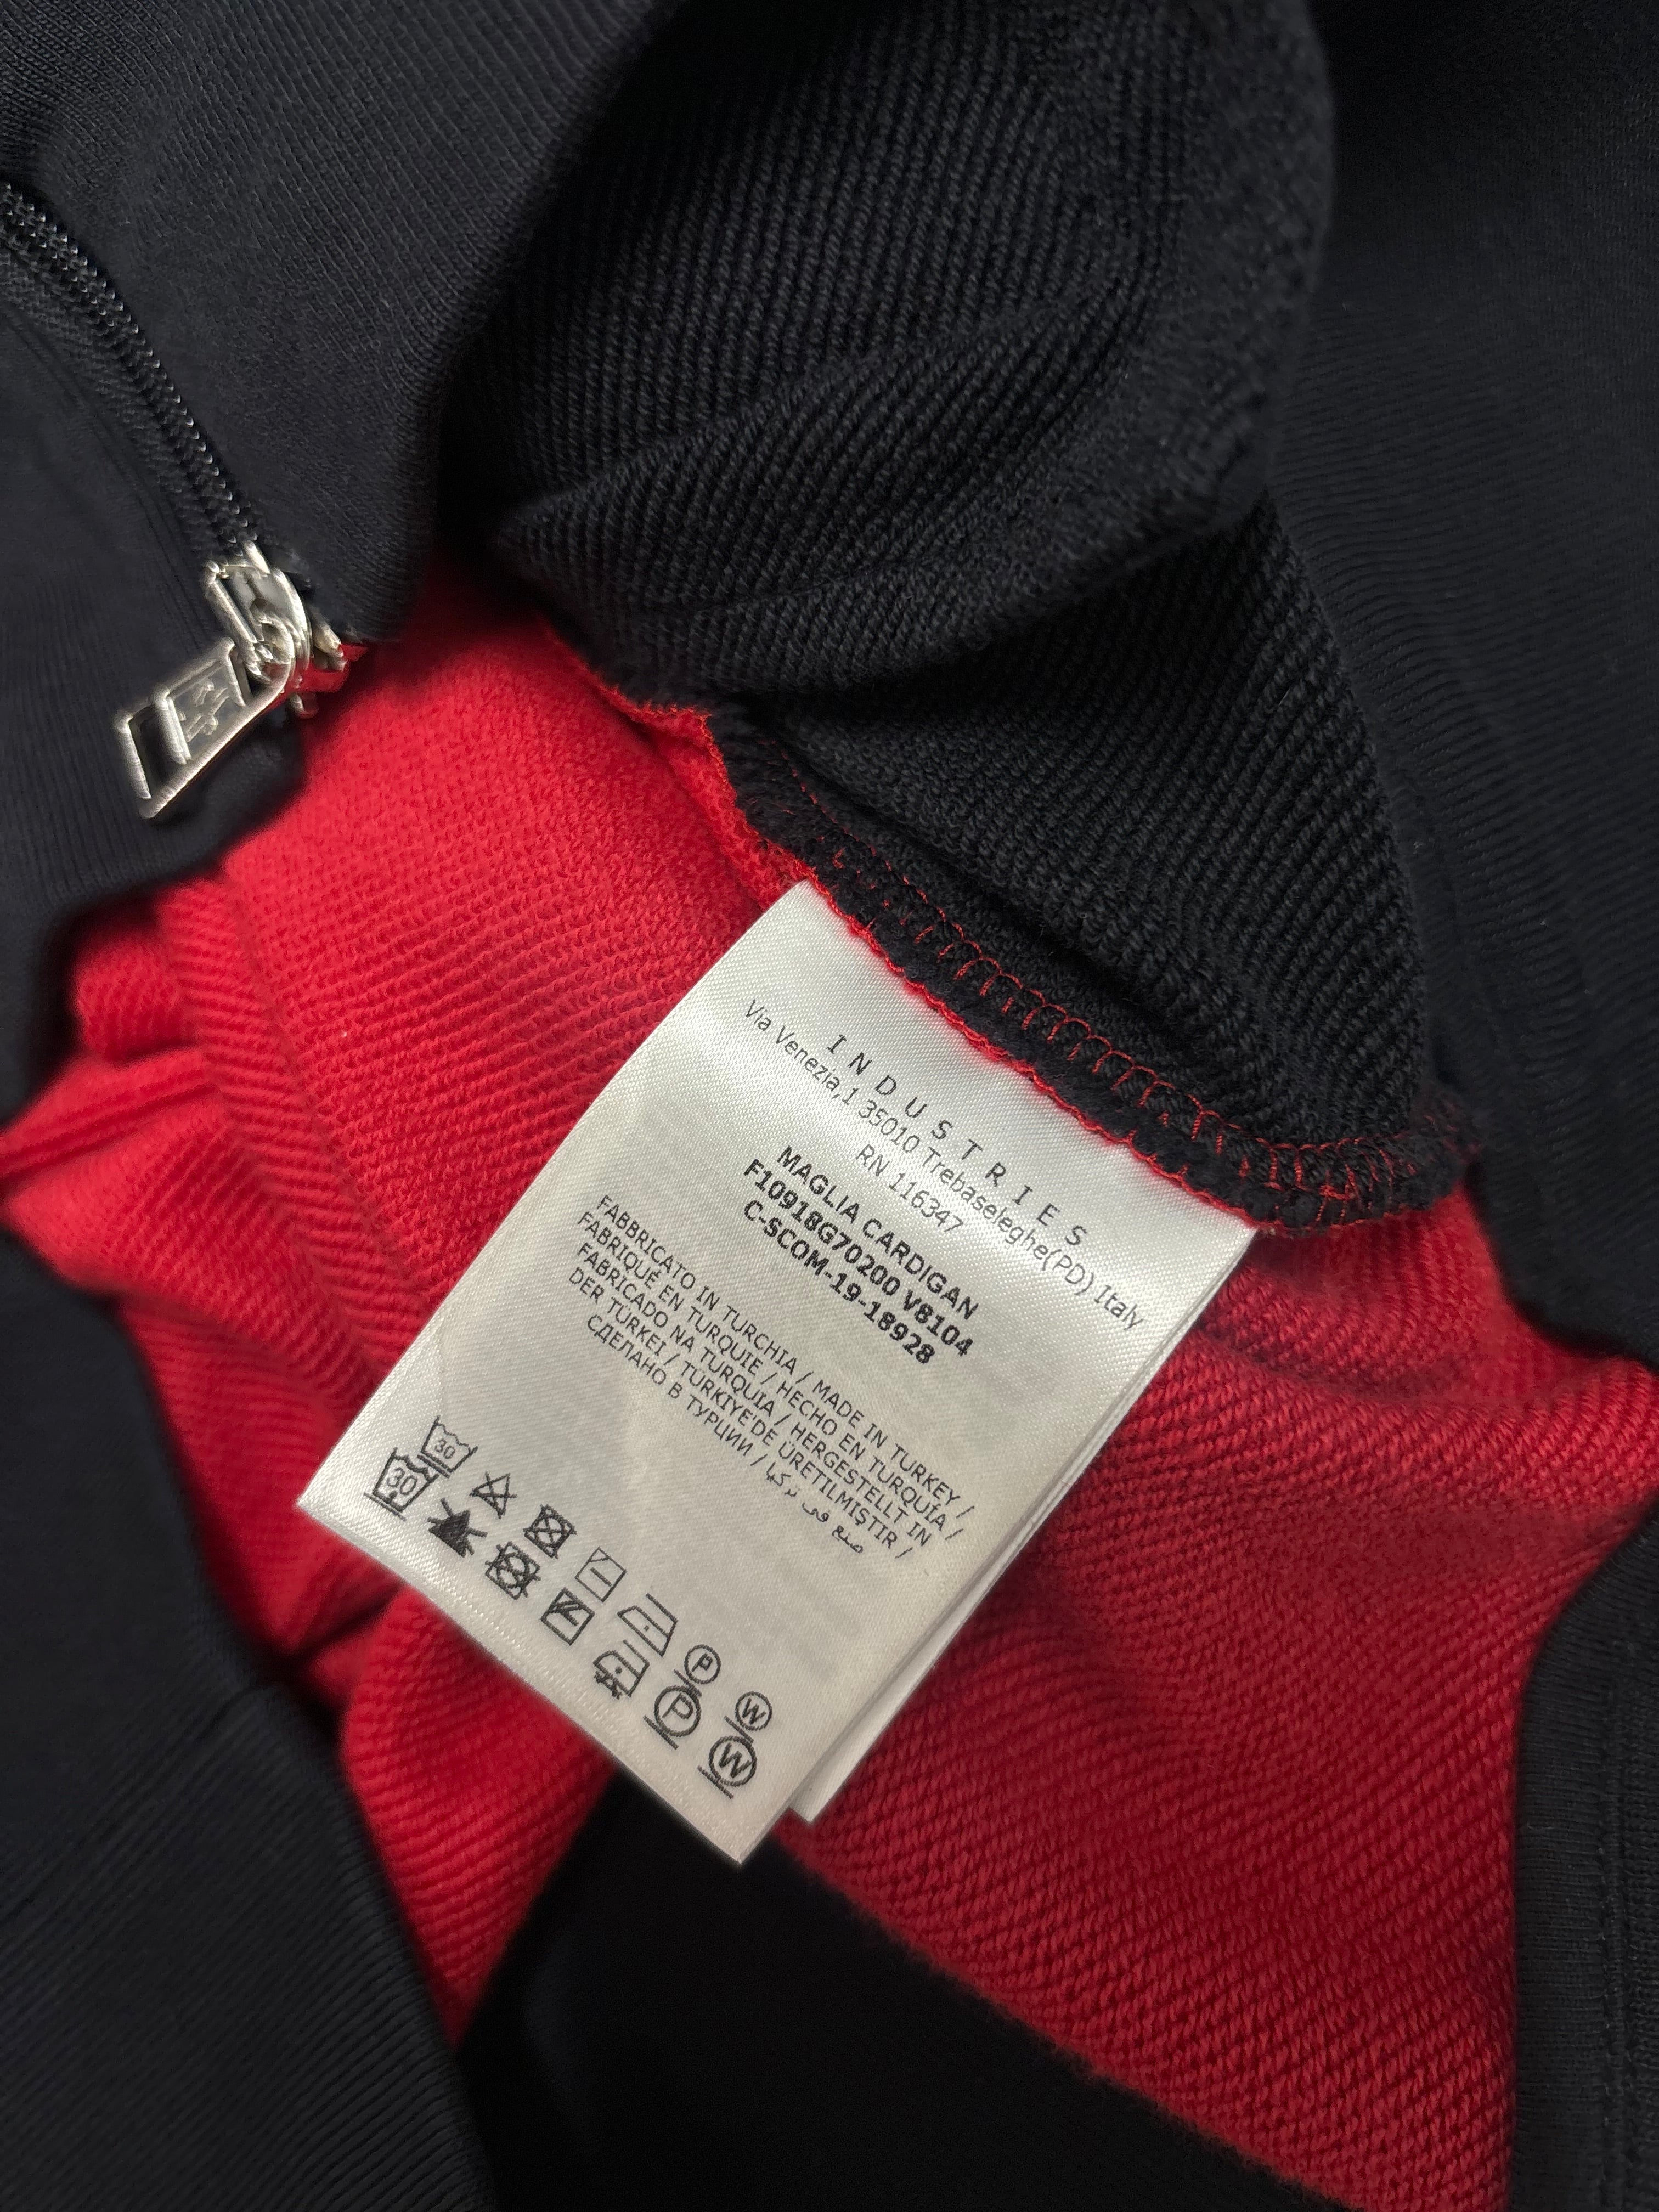 INDUSTRIES
Via Venezia,1 35010 Trebaseleghe(PD) Italy
RN 116347
MAGLIA CARDIGAN
F10918G70200 V8104
C-SCOM-19-18928
FABBRICATO IN TURCHIA / MADE IN TURKEY /
FABRIQUÉ EN TURQUIE / HECHO EN TURQUÍA /
FABRICADO NA TURQUIA / HERGESTELLT IN
DER TÜRKEI / TURKIYE'DE ÜRETILMIŞTIR /
СДЕЛАНО В ТУРЦИИ / صنع في تركيا
30 P W
30 P W